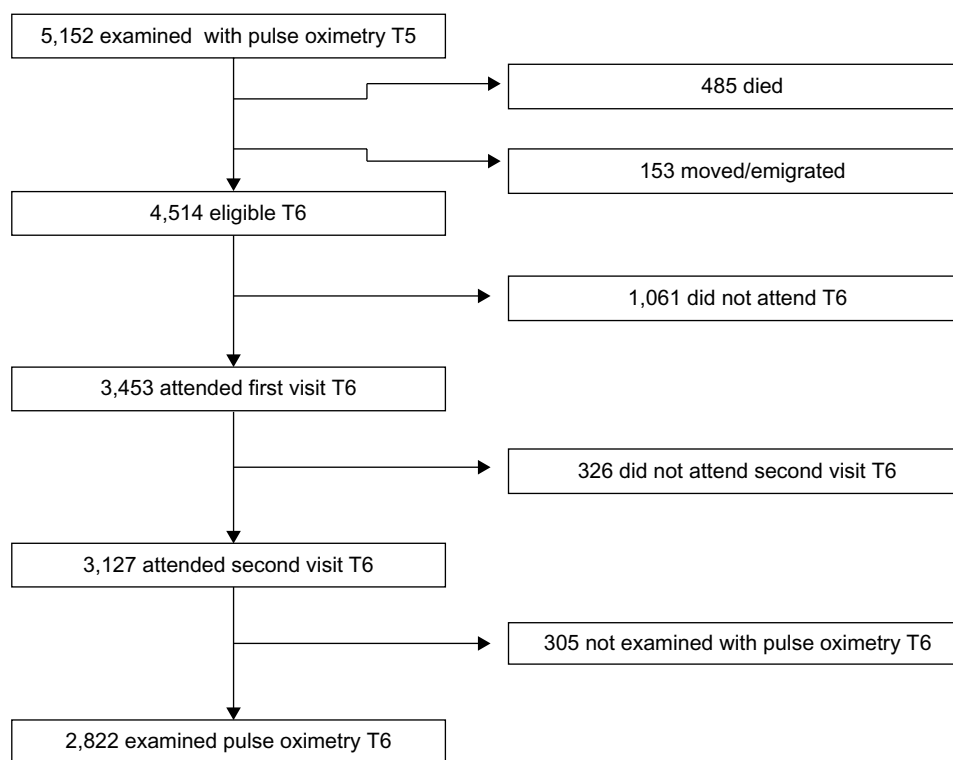 5,152 examined with pulse oximetry T5
485 died
153 moved/emigrated
4,514 eligible T6
1,061 did not attend T6
3,453 attended first visit T6
326 did not attend second visit T6
3,127 attended second visit T6
305 not examined with pulse oximetry T6
2,822 examined pulse oximetry T6